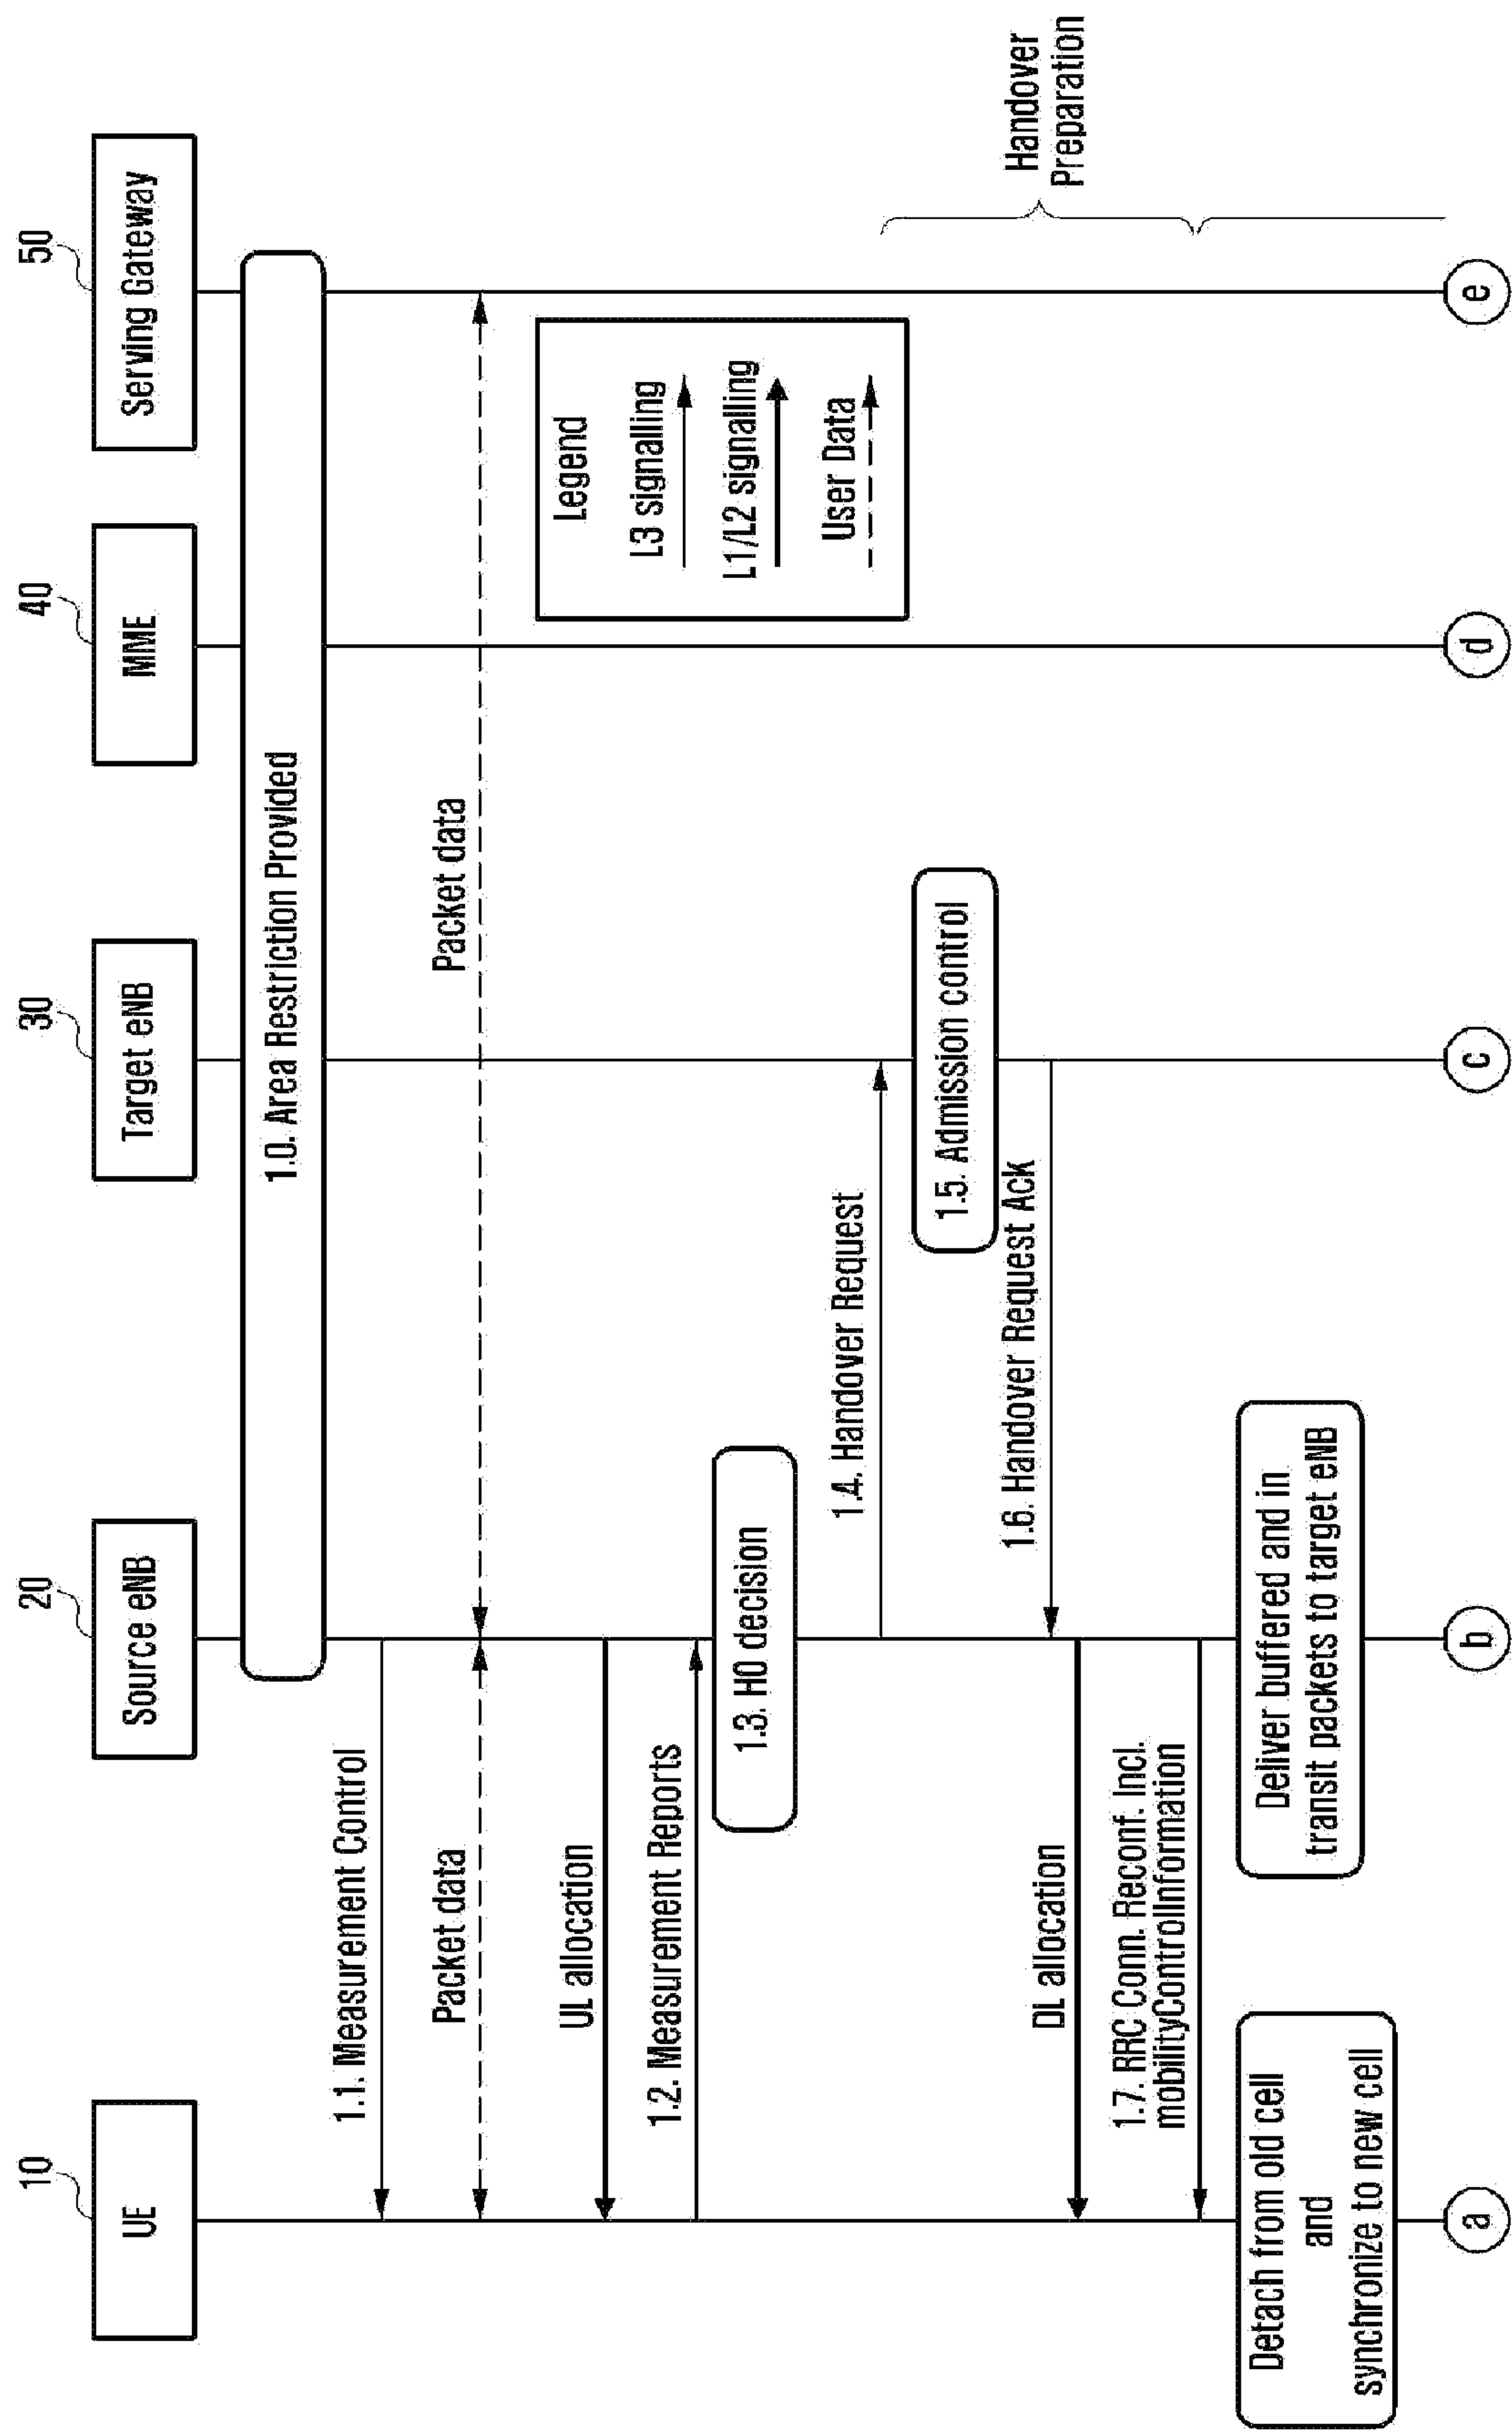 10
20
30
40
50
UE
Source eNB
Target eNB
MME
Serving Gateway
1.0. Area Restriction Provided
1.1. Measurement Control
Packet data
Packet data
Legend
L3 signalling
L1/L2 signalling
User Data
UL allocation
1.2. Measurement Reports
1.3. HO decision
1.4. Handover Request
1.5. Admission control
1.6. Handover Request Ack
Handover
Preparation
DL allocation
1.7. RRC Conn. Reconf. Incl.
mobilityControlInformation
Detach from old cell
and
synchronize to new cell
Deliver buffered and in
transit packets to target eNB
a
b
c
d
e